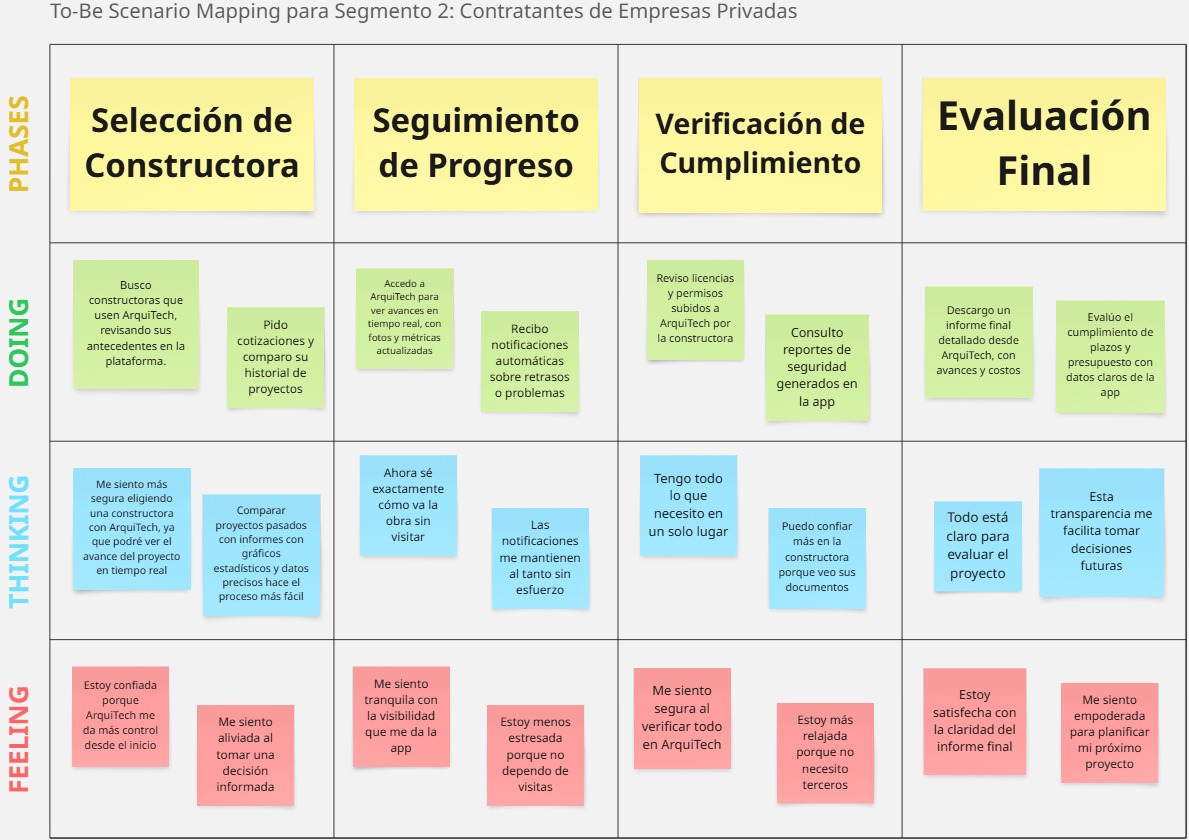 To-Be Scenario Mapping para Segmento 2: Contratantes de Empresas Privadas
PHASES
Selección de
Constructora
Seguimiento
de Progreso
Verificación de
Cumplimiento
Evaluación
Final
DOING
Busco
constructoras que
usen ArquiTech,
revisando sus
antecedentes en la
plataforma.
Pido
cotizaciones y
comparo su
historial de
proyectos
Accedo a
ArquiTech para
ver avances en
tiempo real, con
fotos y métricas
actualizadas
Recibo
notificaciones
automáticas
sobre retrasos
o problemas
Reviso licencias
y permisos
subidos a
ArquiTech por
la constructora
Consulto
reportes de
seguridad
generados en
la app
Descargo un
informe final
detallado desde
ArquiTech, con
avances y costos
Evalúo el
cumplimiento de
plazos y
presupuesto con
datos claros de la
app
THINKING
Me siento más
segura eligiendo
una constructora
con ArquiTech, ya
que podré ver el
avance del proyecto
en tiempo real
Comparar
proyectos pasados
con informes con
gráficos
estadísticos y datos
precisos hace el
proceso más fácil
Ahora sé
exactamente
cómo va la
obra sin
visitar
Las
notificaciones
me mantienen
al tanto sin
esfuerzo
Tengo todo
lo que
necesito en
un solo lugar
Puedo confiar
más en la
constructora
porque veo sus
documentos
Todo está
claro para
evaluar el
proyecto
Esta
transparencia me
facilita tomar
decisiones
futuras
FEELING
Estoy confiada
porque
ArquiTech me
da más control
desde el inicio
Me siento
aliviada al
tomar una
decisión
informada
Me siento
tranquila con
la visibilidad
que me da la
app
Estoy menos
estresada
porque no
dependo de
visitas
Me siento
segura al
verificar todo
en ArquiTech
Estoy más
relajada
porque no
necesito
terceros
Estoy
satisfecha con
la claridad del
informe final
Me siento
empoderada
para planificar
mi próximo
proyecto